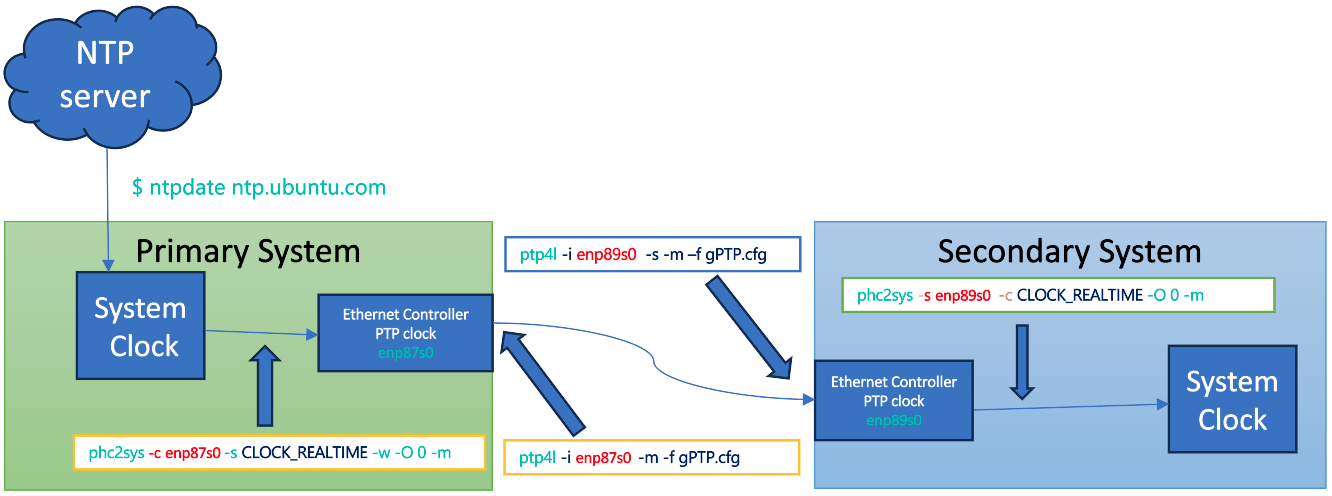 NTP
server
$ ntpdate ntp.ubuntu.com
Primary System
System
Clock
Ethernet Controller
PTP clock
enp87s0
phc2sys -c enp87s0 -s CLOCK_REALTIME -w -O 0 -m
ptp4l -i enp89s0 -s -m –f gPTP.cfg
ptp4l -i enp87s0 -m -f gPTP.cfg
Secondary System
phc2sys -s enp89s0 -c CLOCK_REALTIME -O 0 -m
Ethernet Controller
PTP clock
enp89s0
System
Clock